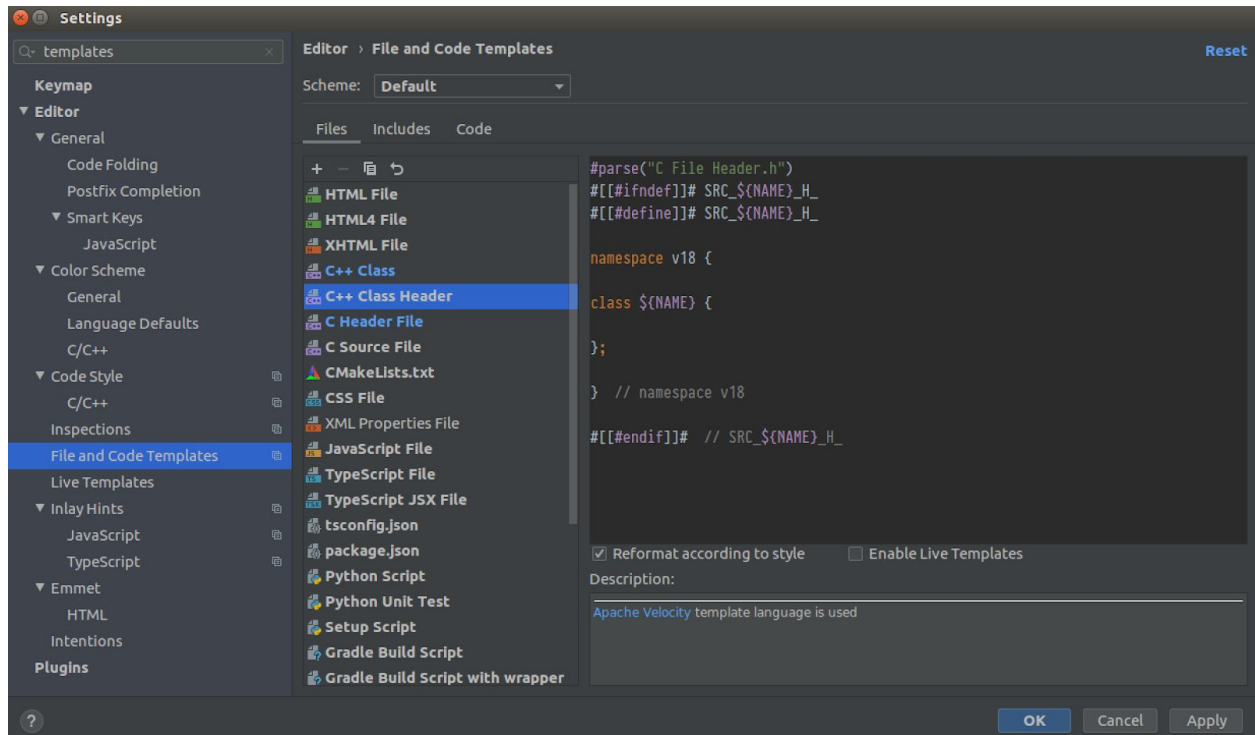 Settings
templates
Keymap
Editor
General
Code Folding
Postfix Completion
Smart Keys
JavaScript
Color Scheme
General
Language Defaults
C/C++
Code Style
C/C++
Inspections
File and Code Templates
Live Templates
Inlay Hints
JavaScript
TypeScript
Emmet
HTML
Intentions
Plugins
Editor › File and Code Templates
Reset
Scheme: Default
Files Includes Code
HTML File
HTML4 File
XHTML File
C++ Class
C++ Class Header
C Header File
C Source File
CMakeLists.txt
CSS File
XML Properties File
JavaScript File
TypeScript File
TypeScript JSX File
tsconfig.json
package.json
Python Script
Python Unit Test
Setup Script
Gradle Build Script
Gradle Build Script with wrapper
#parse("C File Header.h")
#[[#ifndef]]# SRC_${NAME}_H_
#[[#define]]# SRC_${NAME}_H_
namespace v18 {
class ${NAME} {
};
}  // namespace v18
#[[#endif]]#  // SRC_${NAME}_H_
Reformat according to style
Enable Live Templates
Description:
Apache Velocity template language is used
?
OK
Cancel
Apply